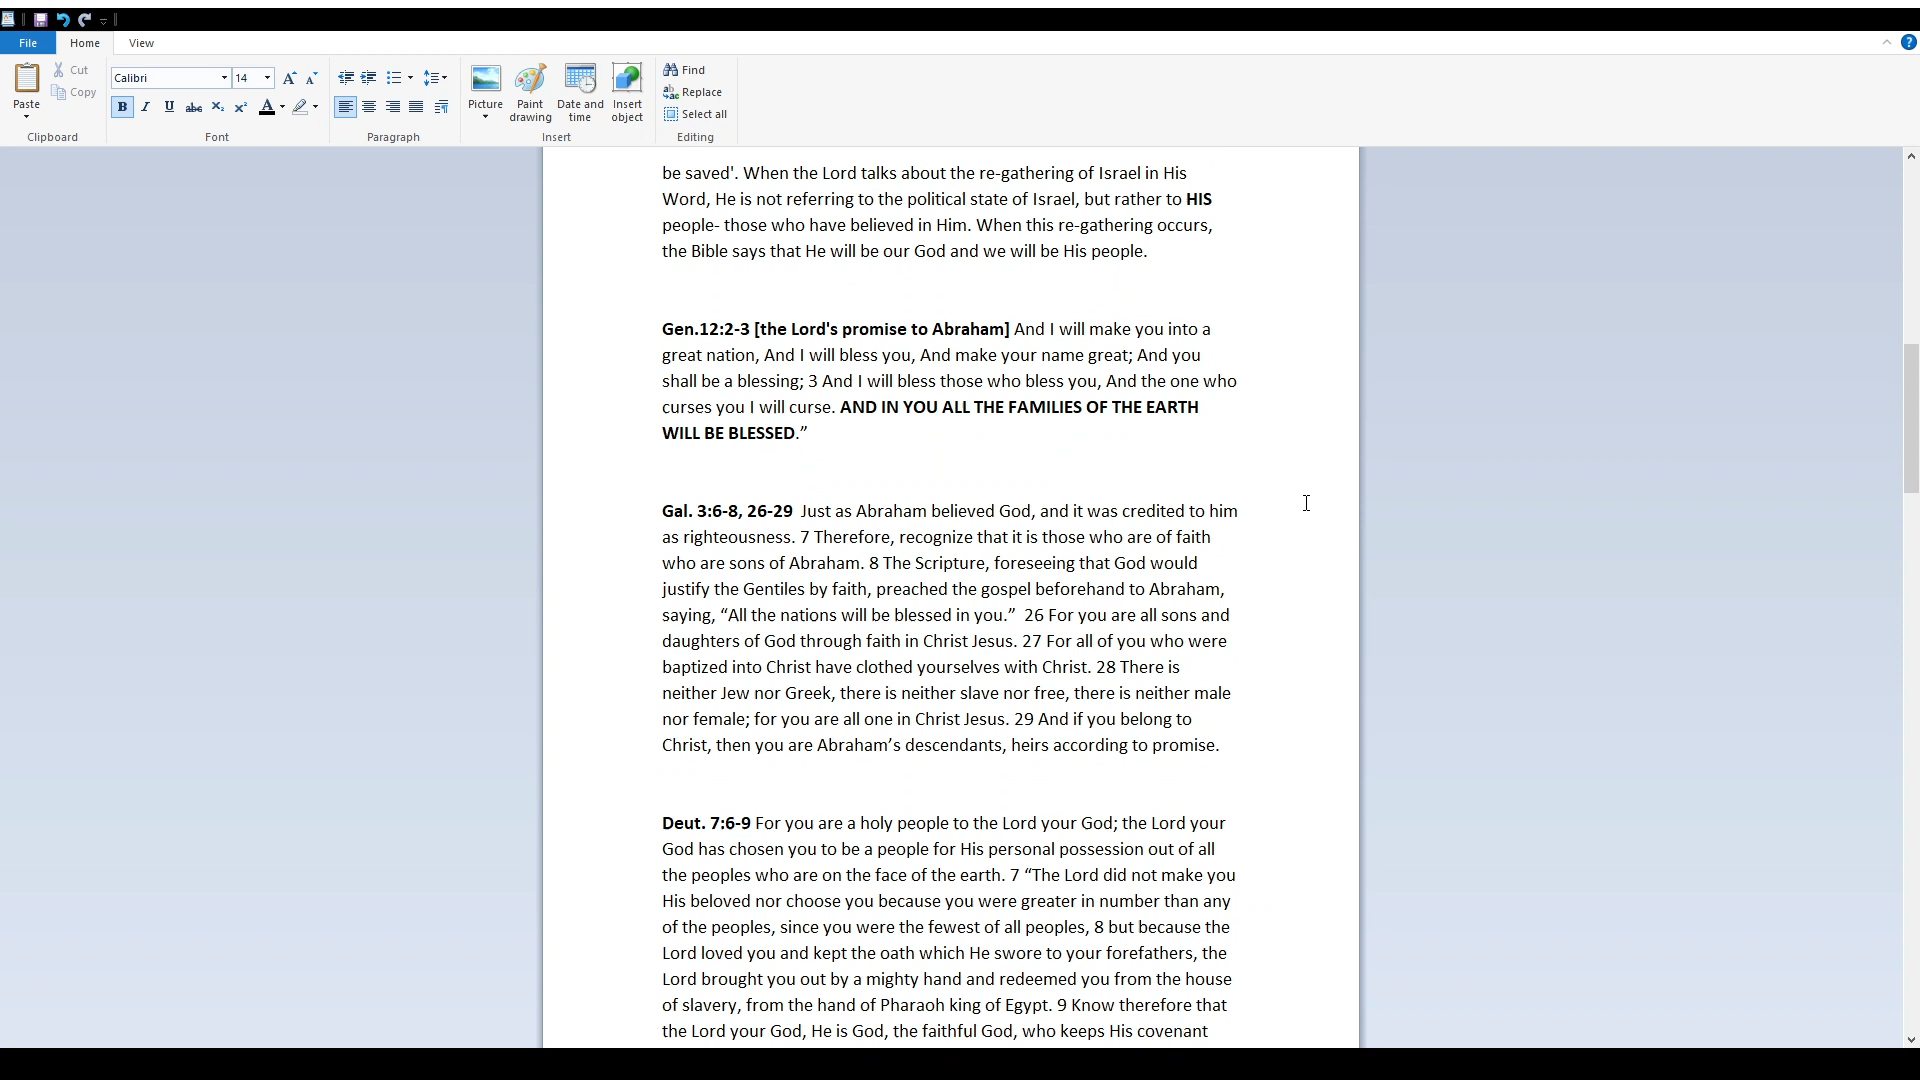 File Home View
Calibri 14
Paste Cut Copy
B I U abc X₂ X² A
Picture Paint drawing Date and time Insert object
Find
Replace
Select all
Clipboard Font Paragraph Insert Editing
be saved'. When the Lord talks about the re-gathering of Israel in His
Word, He is not referring to the political state of Israel, but rather to HIS
people- those who have believed in Him. When this re-gathering occurs,
the Bible says that He will be our God and we will be His people.
Gen.12:2-3 [the Lord's promise to Abraham] And I will make you into a
great nation, And I will bless you, And make your name great; And you
shall be a blessing; 3 And I will bless those who bless you, And the one who
curses you I will curse. AND IN YOU ALL THE FAMILIES OF THE EARTH
WILL BE BLESSED.”
Gal. 3:6-8, 26-29  Just as Abraham believed God, and it was credited to him
as righteousness. 7 Therefore, recognize that it is those who are of faith
who are sons of Abraham. 8 The Scripture, foreseeing that God would
justify the Gentiles by faith, preached the gospel beforehand to Abraham,
saying, “All the nations will be blessed in you.”  26 For you are all sons and
daughters of God through faith in Christ Jesus. 27 For all of you who were
baptized into Christ have clothed yourselves with Christ. 28 There is
neither Jew nor Greek, there is neither slave nor free, there is neither male
nor female; for you are all one in Christ Jesus. 29 And if you belong to
Christ, then you are Abraham’s descendants, heirs according to promise.
Deut. 7:6-9 For you are a holy people to the Lord your God; the Lord your
God has chosen you to be a people for His personal possession out of all
the peoples who are on the face of the earth. 7 “The Lord did not make you
His beloved nor choose you because you were greater in number than any
of the peoples, since you were the fewest of all peoples, 8 but because the
Lord loved you and kept the oath which He swore to your forefathers, the
Lord brought you out by a mighty hand and redeemed you from the house
of slavery, from the hand of Pharaoh king of Egypt. 9 Know therefore that
the Lord your God, He is God, the faithful God, who keeps His covenant